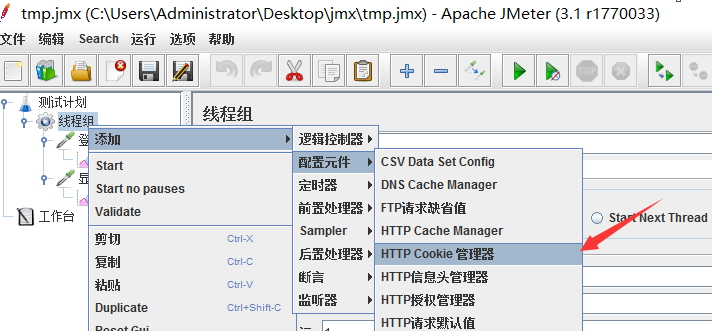 tmp.jmx (C:\Users\Administrator\Desktop\jmx\tmp.jmx) - Apache JMeter (3.1 r1770033)
文件 编辑 Search 运行 选项 帮助
测试计划
线程组
登
显
工作台
线程组
添加
Start
Start no pauses
Validate
剪切 Ctrl-X
复制 Ctrl-C
粘贴 Ctrl-V
Duplicate Ctrl+Shift-C
Reset Gui
逻辑控制器
配置元件
定时器
前置处理器
Sampler
后置处理器
断言
监听器
CSV Data Set Config
DNS Cache Manager
FTP请求缺省值
HTTP Cache Manager
HTTP Cookie 管理器
HTTP信息头管理器
HTTP授权管理器
HTTP请求默认值
Start Next Thread